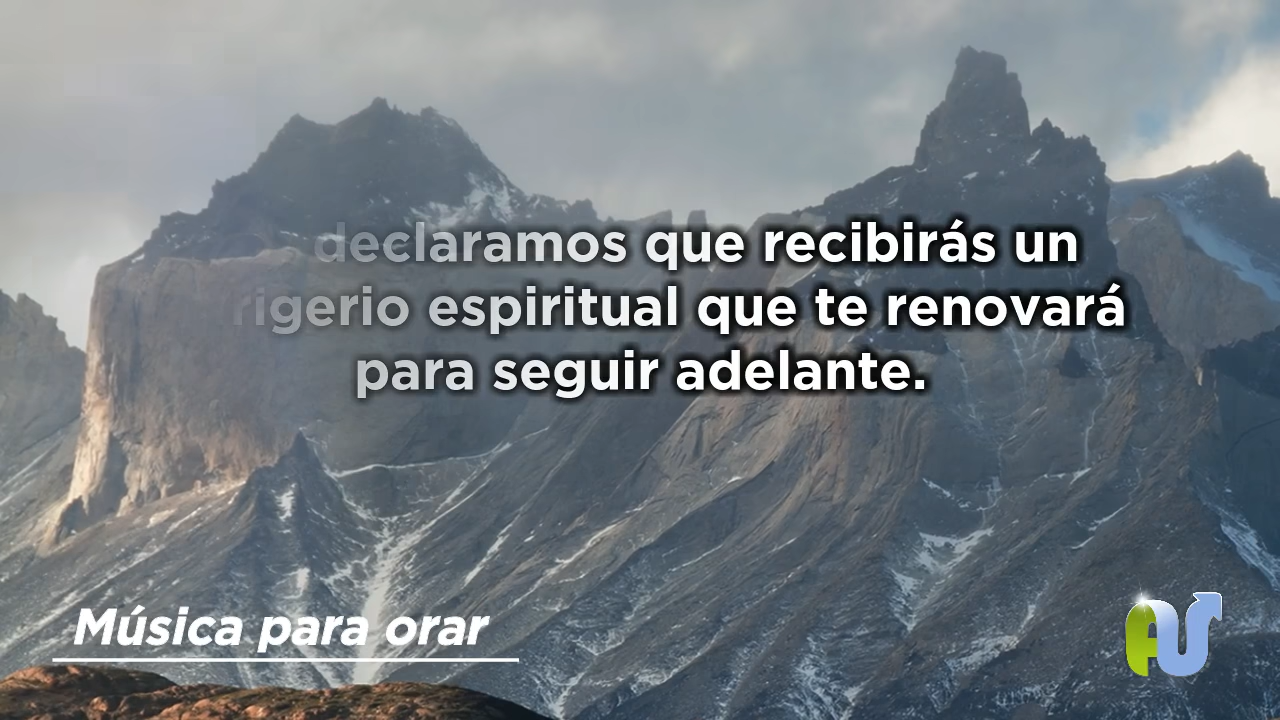 declaramos que recibirás un
espiritual que te renovará
para seguir adelante.
Música para orar